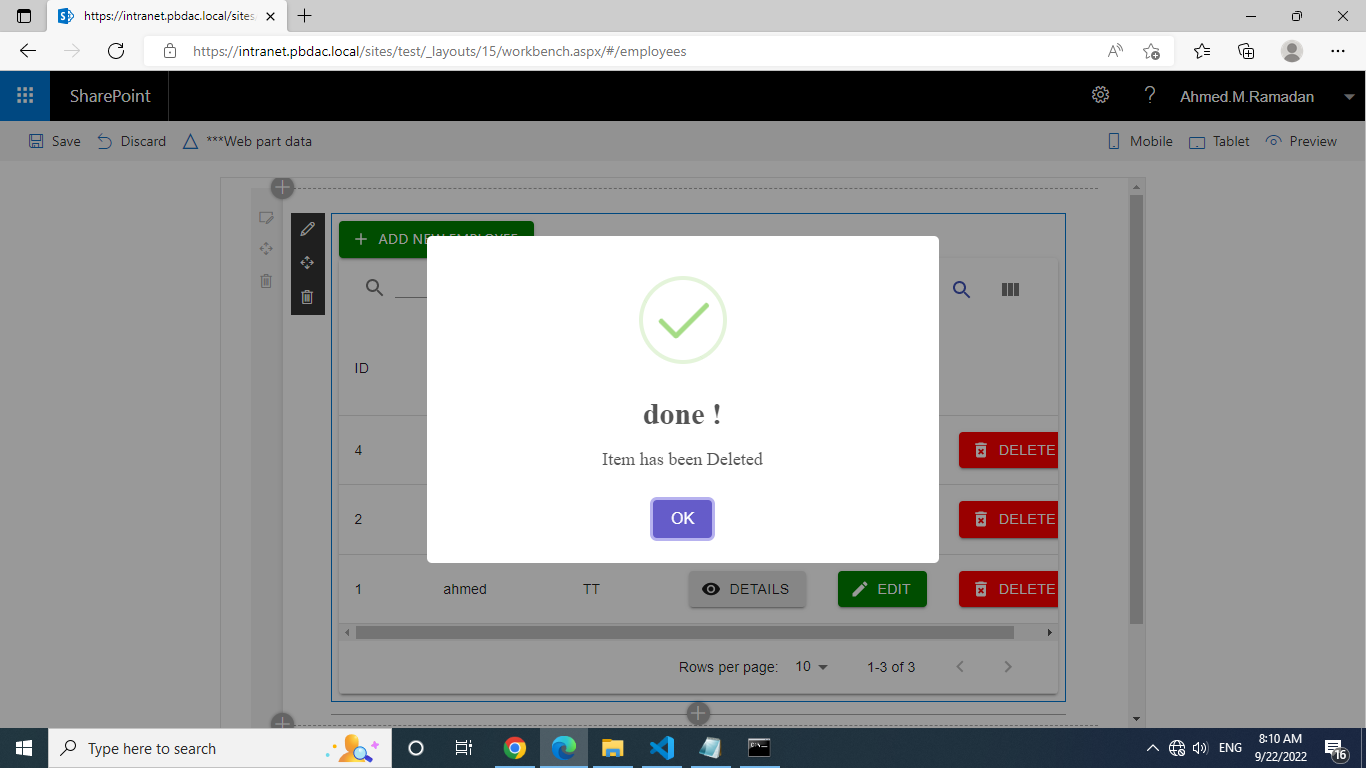 https://intranet.pbdac.local/sites
https://intranet.pbdac.local/sites/test/_layouts/15/workbench.aspx/#/employees
SharePoint
? Ahmed.M.Ramadan
Save Discard ***Web part data Mobile Tablet Preview
ADD NEW EMPLOYEE
ID
done !
Item has been Deleted
OK
4 DELETE
2 DELETE
1 ahmed TT DETAILS EDIT DELETE
Rows per page: 10 1-3 of 3
Type here to search
ENG
8:10 AM
9/22/2022
16